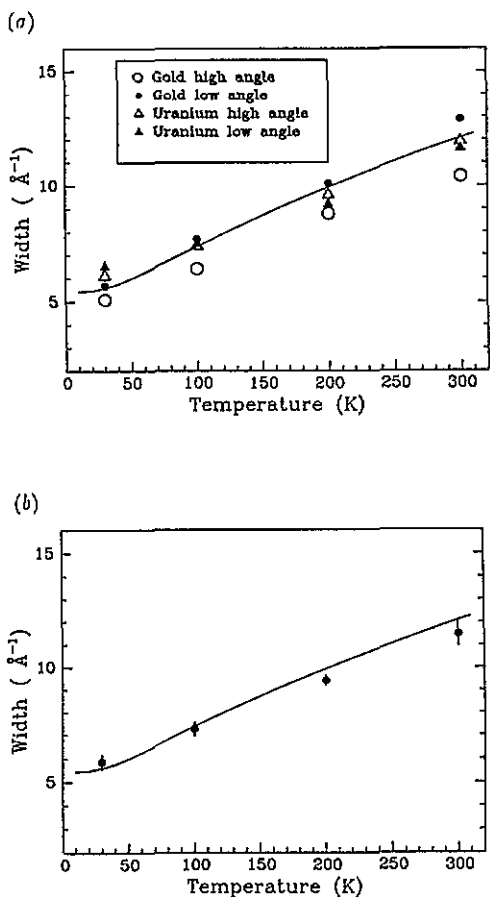 (a)
15
10
5
Width ( Å⁻¹)
○ Gold high angle
● Gold low angle
△ Uranium high angle
▲ Uranium low angle
0 50 100 150 200 250 300
Temperature (K)
(b)
15
10
5
Width ( Å⁻¹)
0 50 100 150 200 250 300
Temperature (K)